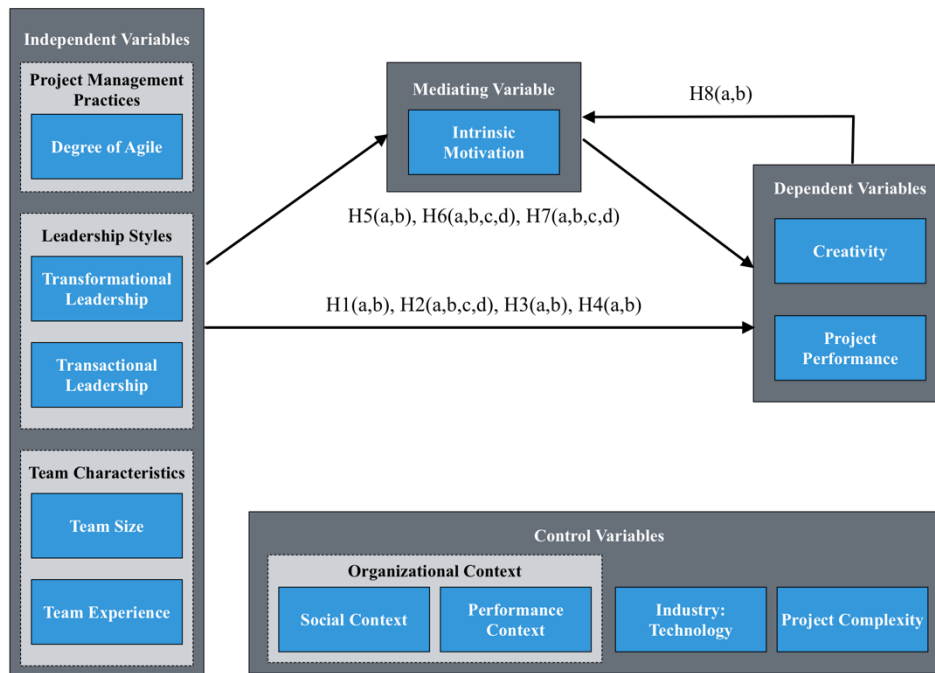 Independent Variables
Project Management
Practices
Degree of Agile
Leadership Styles
Transformational
Leadership
Transactional
Leadership
Team Characteristics
Team Size
Team Experience
Mediating Variable
Intrinsic
Motivation
H8(a,b)
H5(a,b), H6(a,b,c,d), H7(a,b,c,d)
H1(a,b), H2(a,b,c,d), H3(a,b), H4(a,b)
Dependent Variables
Creativity
Project
Performance
Control Variables
Organizational Context
Social Context
Performance
Context
Industry:
Technology
Project Complexity